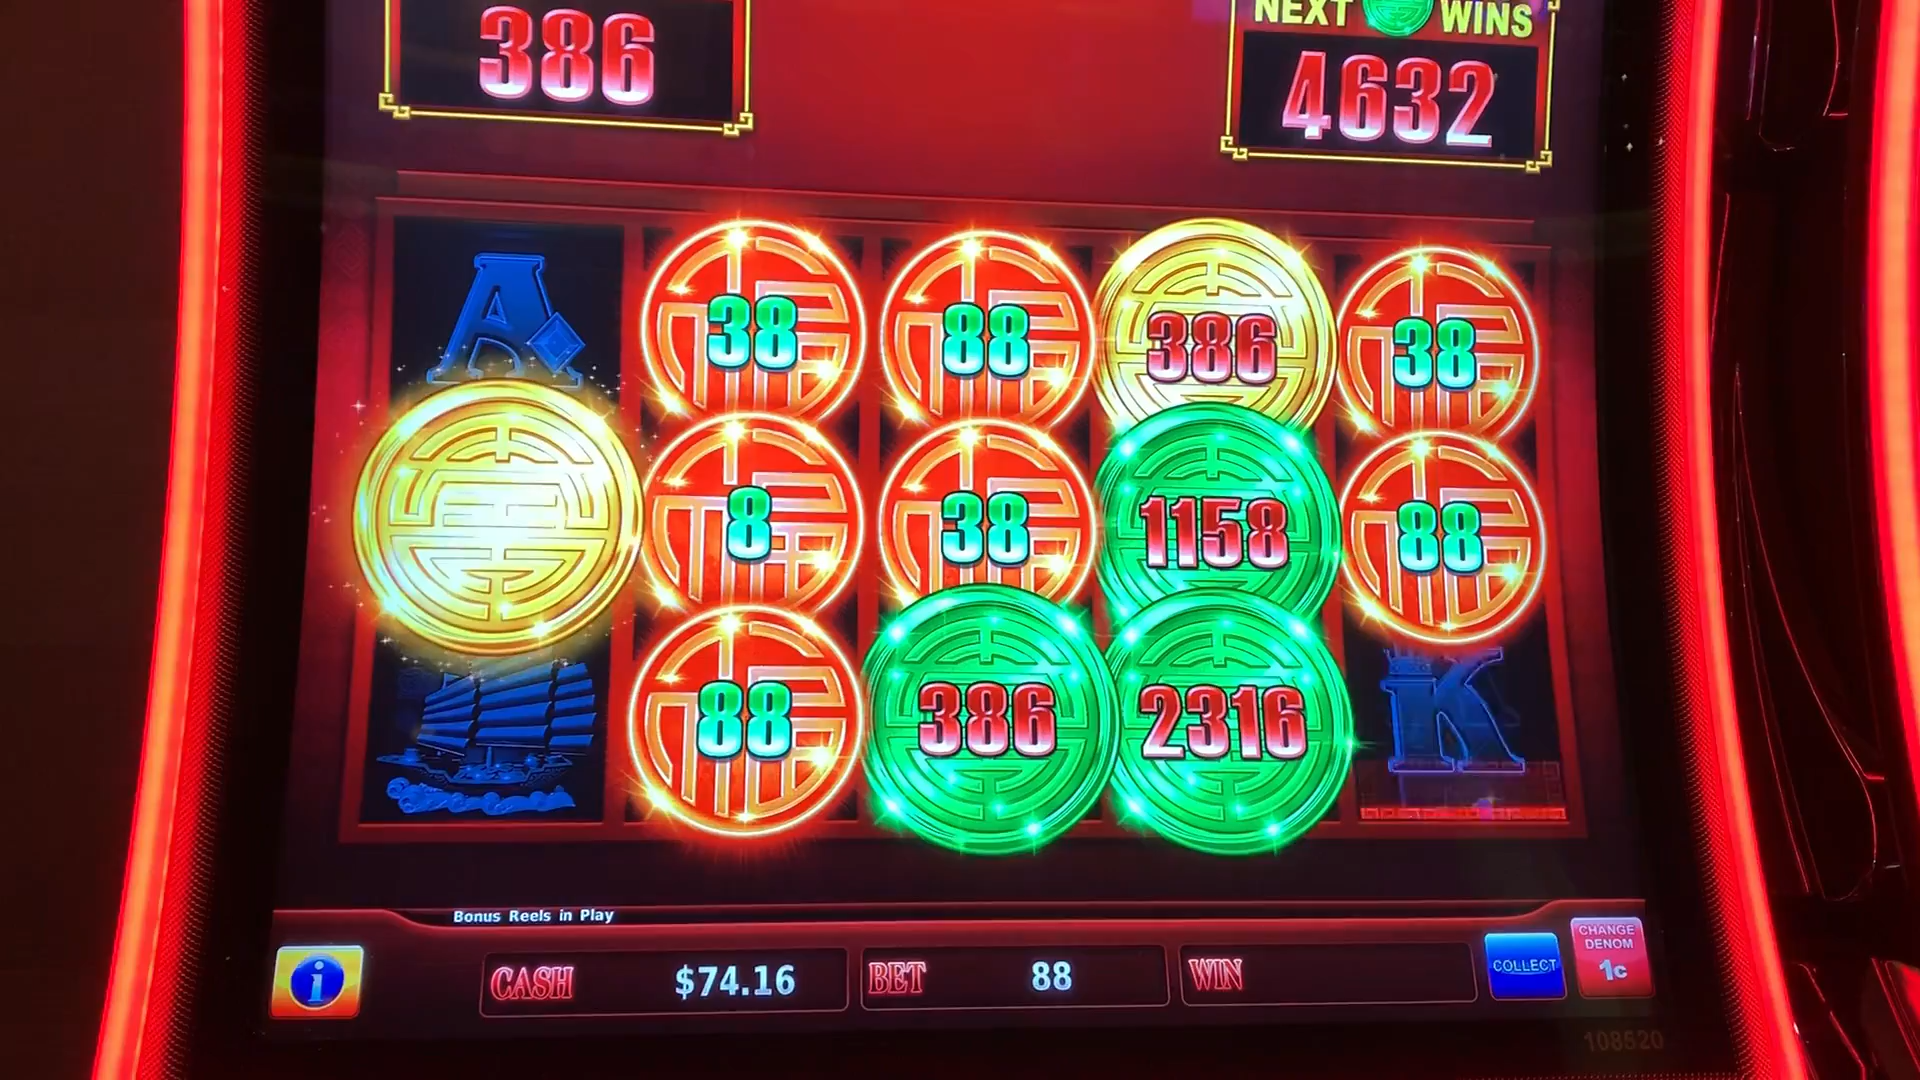 386
NEXT WINS
4632
A
38
88
386
38
8
38
1158
88
88
386
2316
K
Bonus Reels in Play
CASH $74.16
BET 88
WIN
COLLECT
CHANGE
DENOM
1c
108520